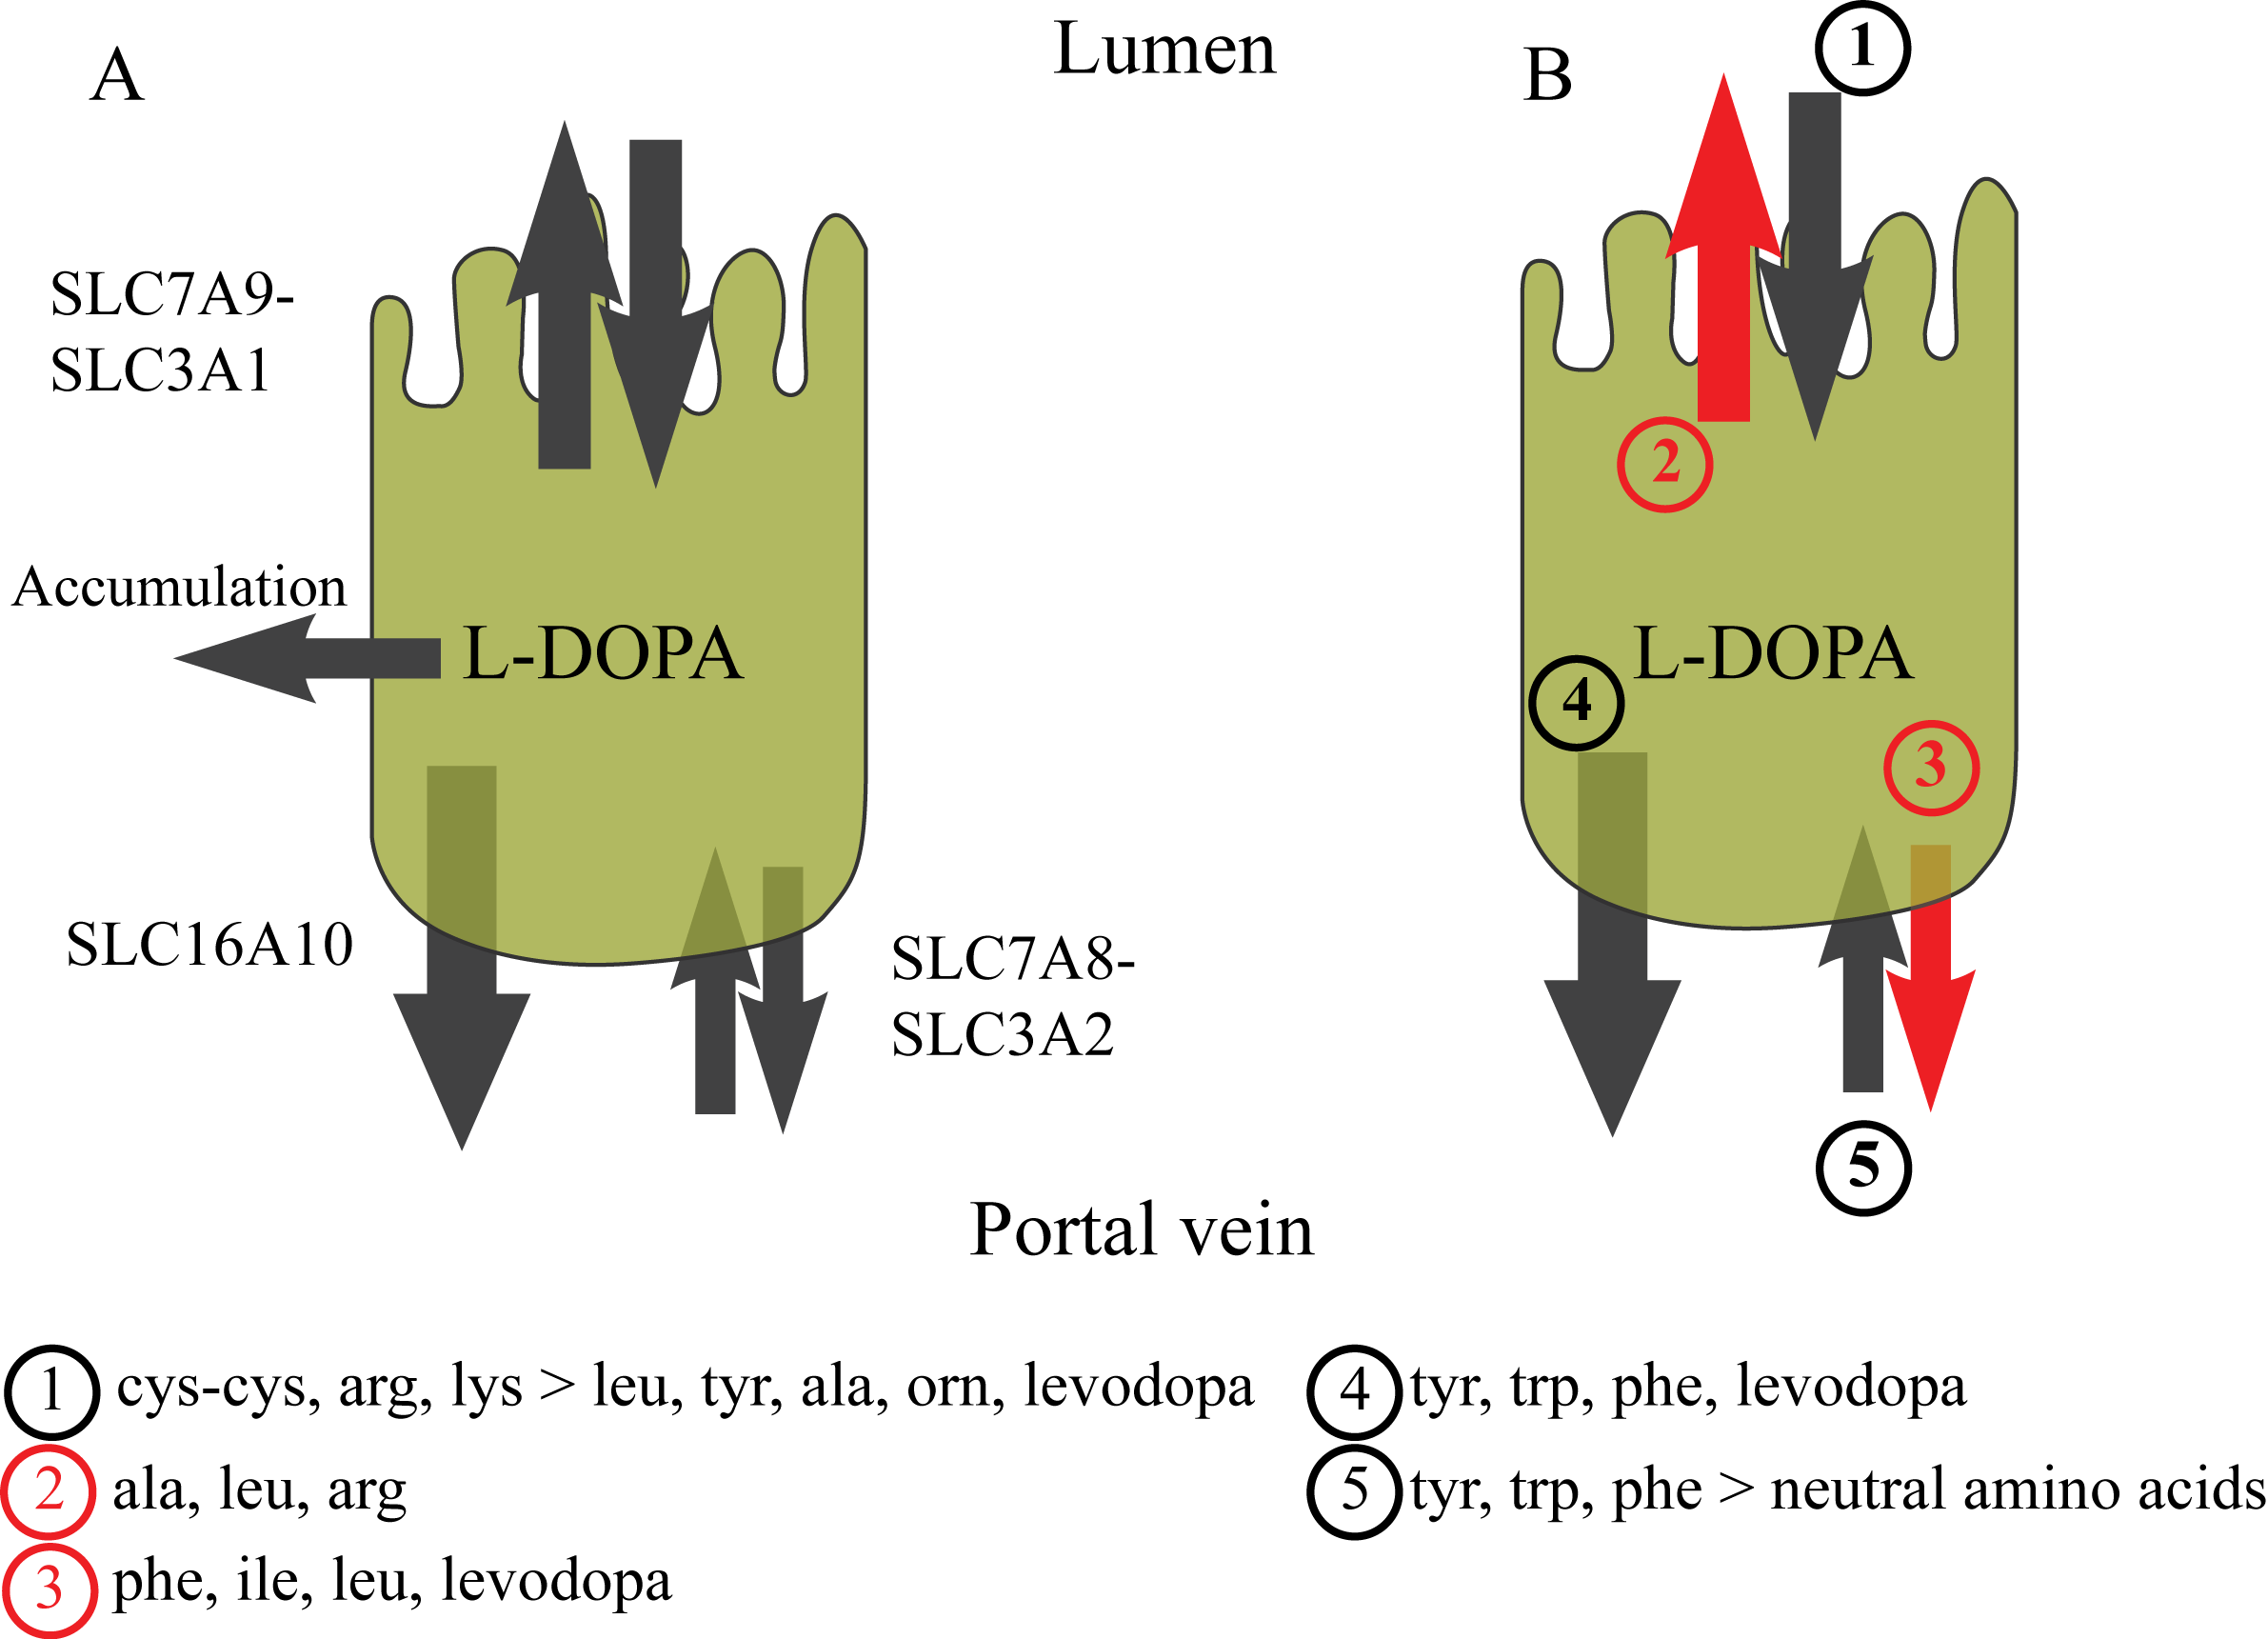 Lumen
A
B
1
SLC7A9-
SLC3A1
2
Accumulation
L-DOPA
L-DOPA
4
3
SLC16A10
SLC7A8-
SLC3A2
5
Portal vein
1 cys-cys, arg, lys > leu, tyr, ala, orn, levodopa
2 ala, leu, arg
3 phe, ile, leu, levodopa
4 tyr, trp, phe, levodopa
5 tyr, trp, phe > neutral amino acids